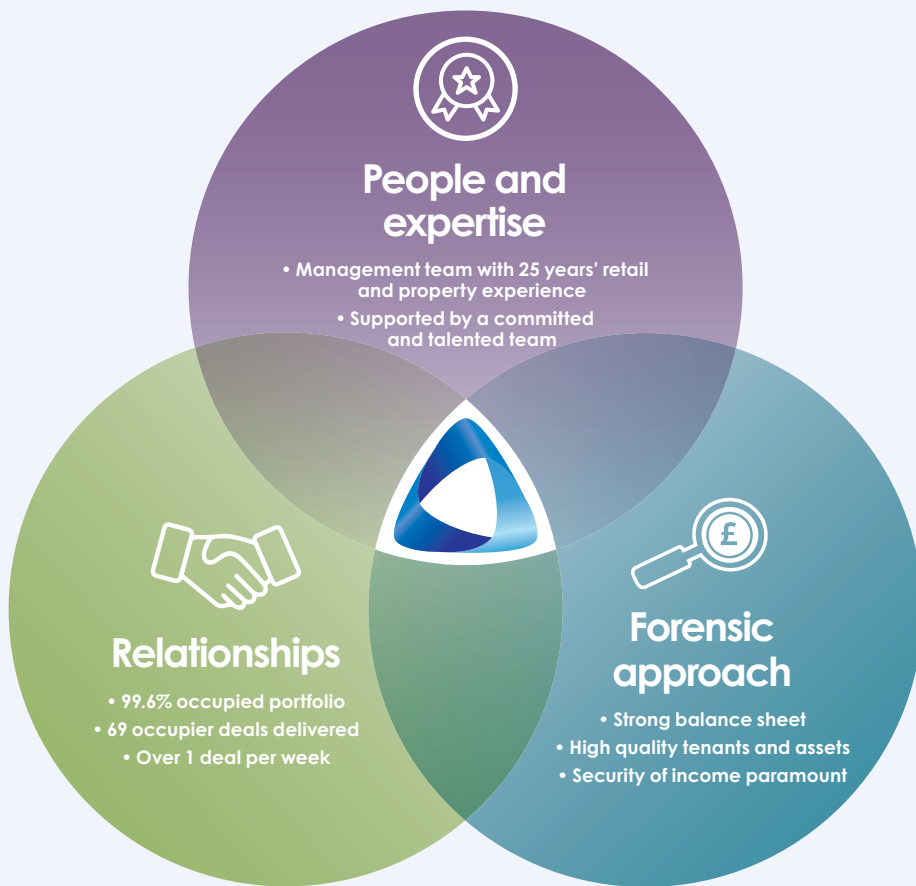 People and
expertise
• Management team with 25 years’ retail
and property experience
• Supported by a committed
and talented team
Relationships
• 99.6% occupied portfolio
• 69 occupier deals delivered
• Over 1 deal per week
£
Forensic
approach
• Strong balance sheet
• High quality tenants and assets
• Security of income paramount